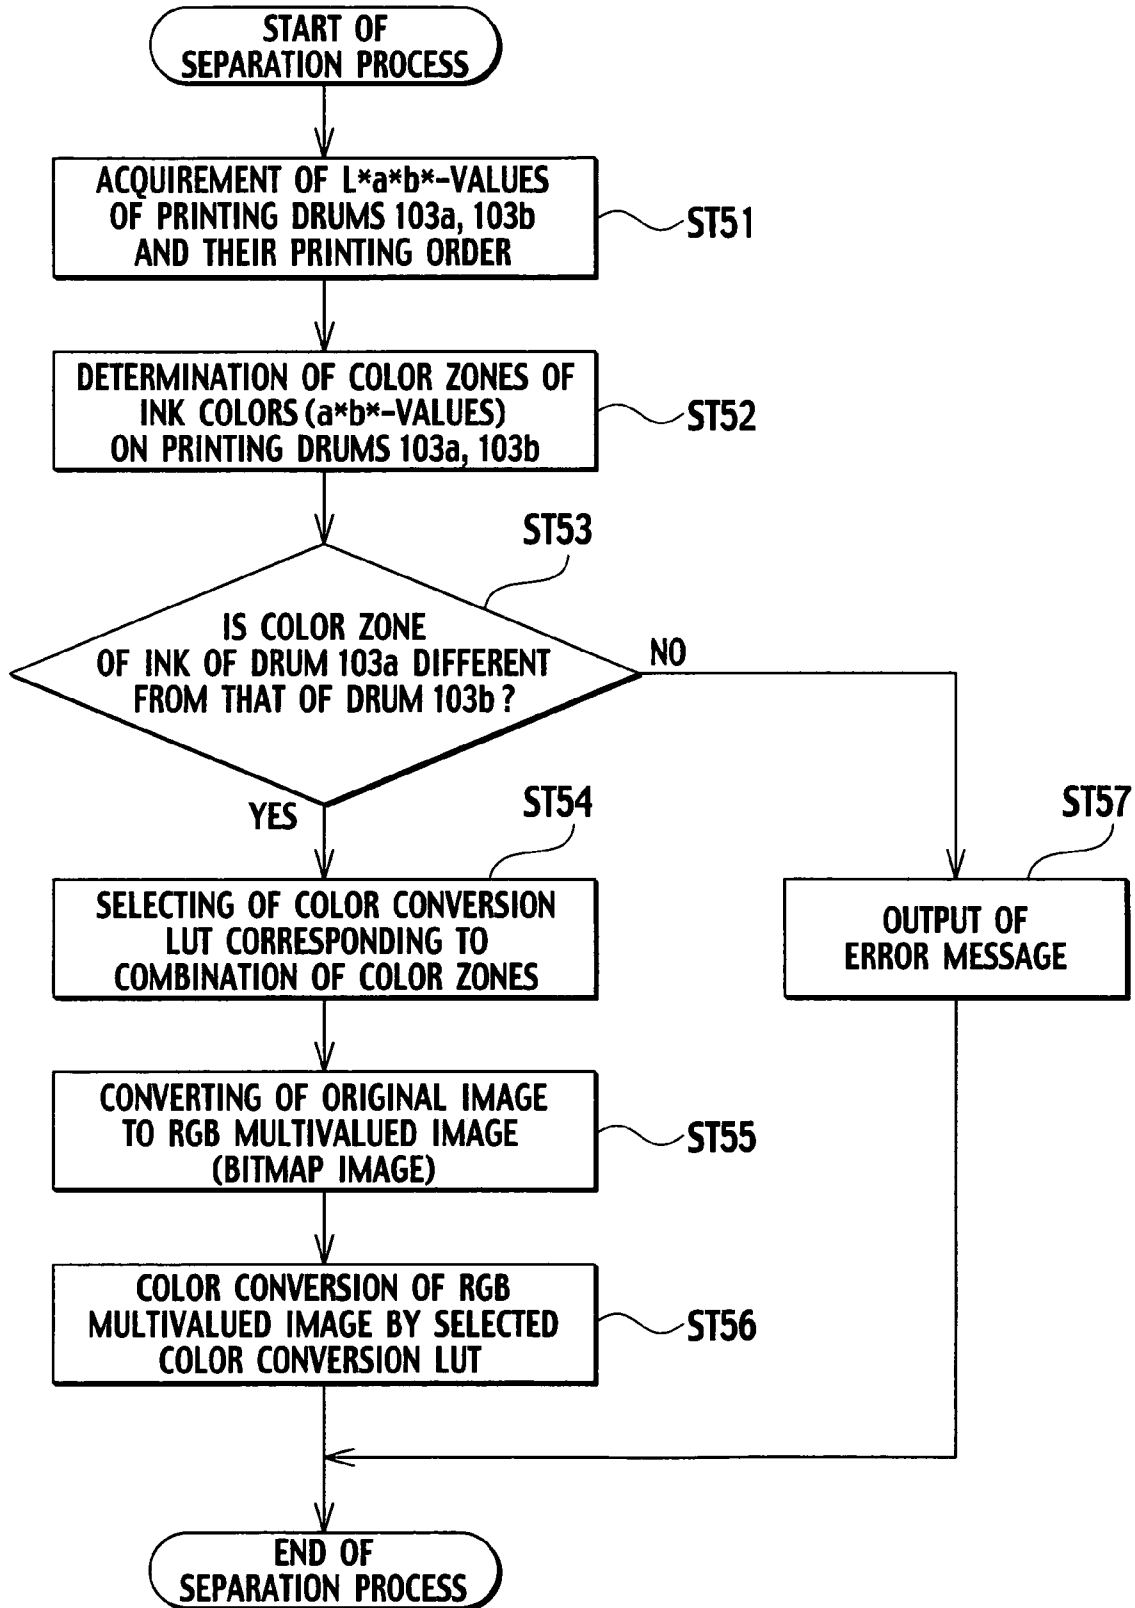 START OF
SEPARATION PROCESS
ACQUIREMENT OF L*a*b*-VALUES
OF PRINTING DRUMS 103a, 103b
AND THEIR PRINTING ORDER
ST51
DETERMINATION OF COLOR ZONES OF
INK COLORS (a*b*-VALUES)
ON PRINTING DRUMS 103a, 103b
ST52
ST53
IS COLOR ZONE
OF INK OF DRUM 103a DIFFERENT
FROM THAT OF DRUM 103b ?
NO
YES
ST54
SELECTING OF COLOR CONVERSION
LUT CORRESPONDING TO
COMBINATION OF COLOR ZONES
ST57
OUTPUT OF
ERROR MESSAGE
CONVERTING OF ORIGINAL IMAGE
TO RGB MULTIVALUED IMAGE
(BITMAP IMAGE)
ST55
COLOR CONVERSION OF RGB
MULTIVALUED IMAGE BY SELECTED
COLOR CONVERSION LUT
ST56
END OF
SEPARATION PROCESS